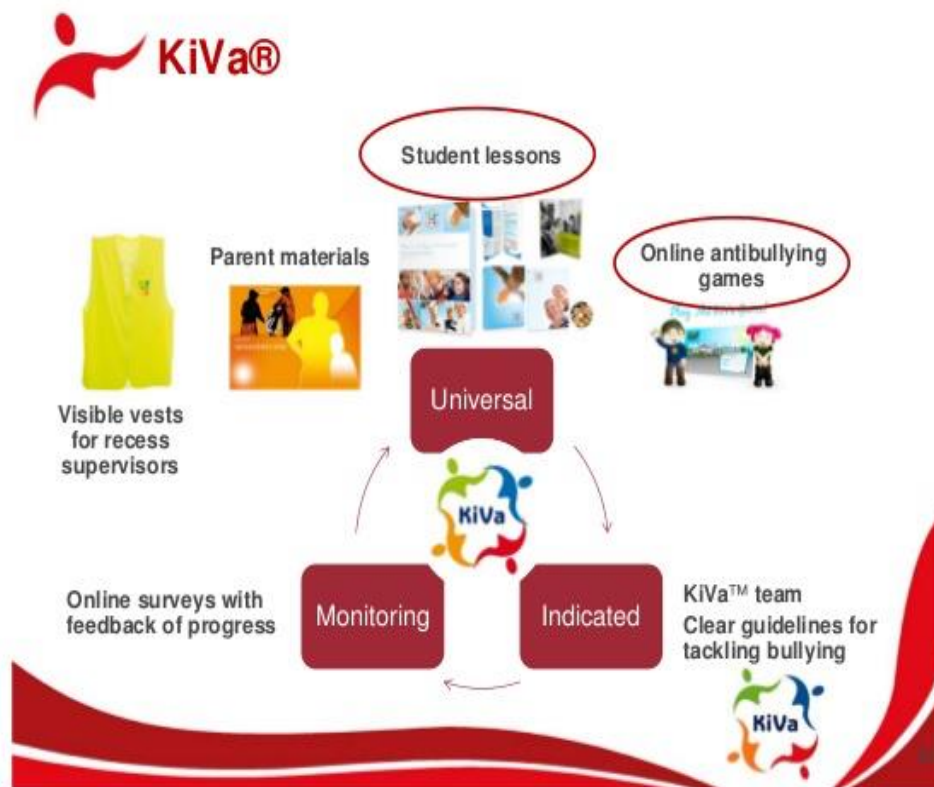 KiVa®
Student lessons
Parent materials
Online antibullying
games
Visible vests
for recess
supervisors
Universal
KiVa
Online surveys with
feedback of progress
Monitoring
Indicated
KiVa™ team
Clear guidelines for
tackling bullying
KiVa